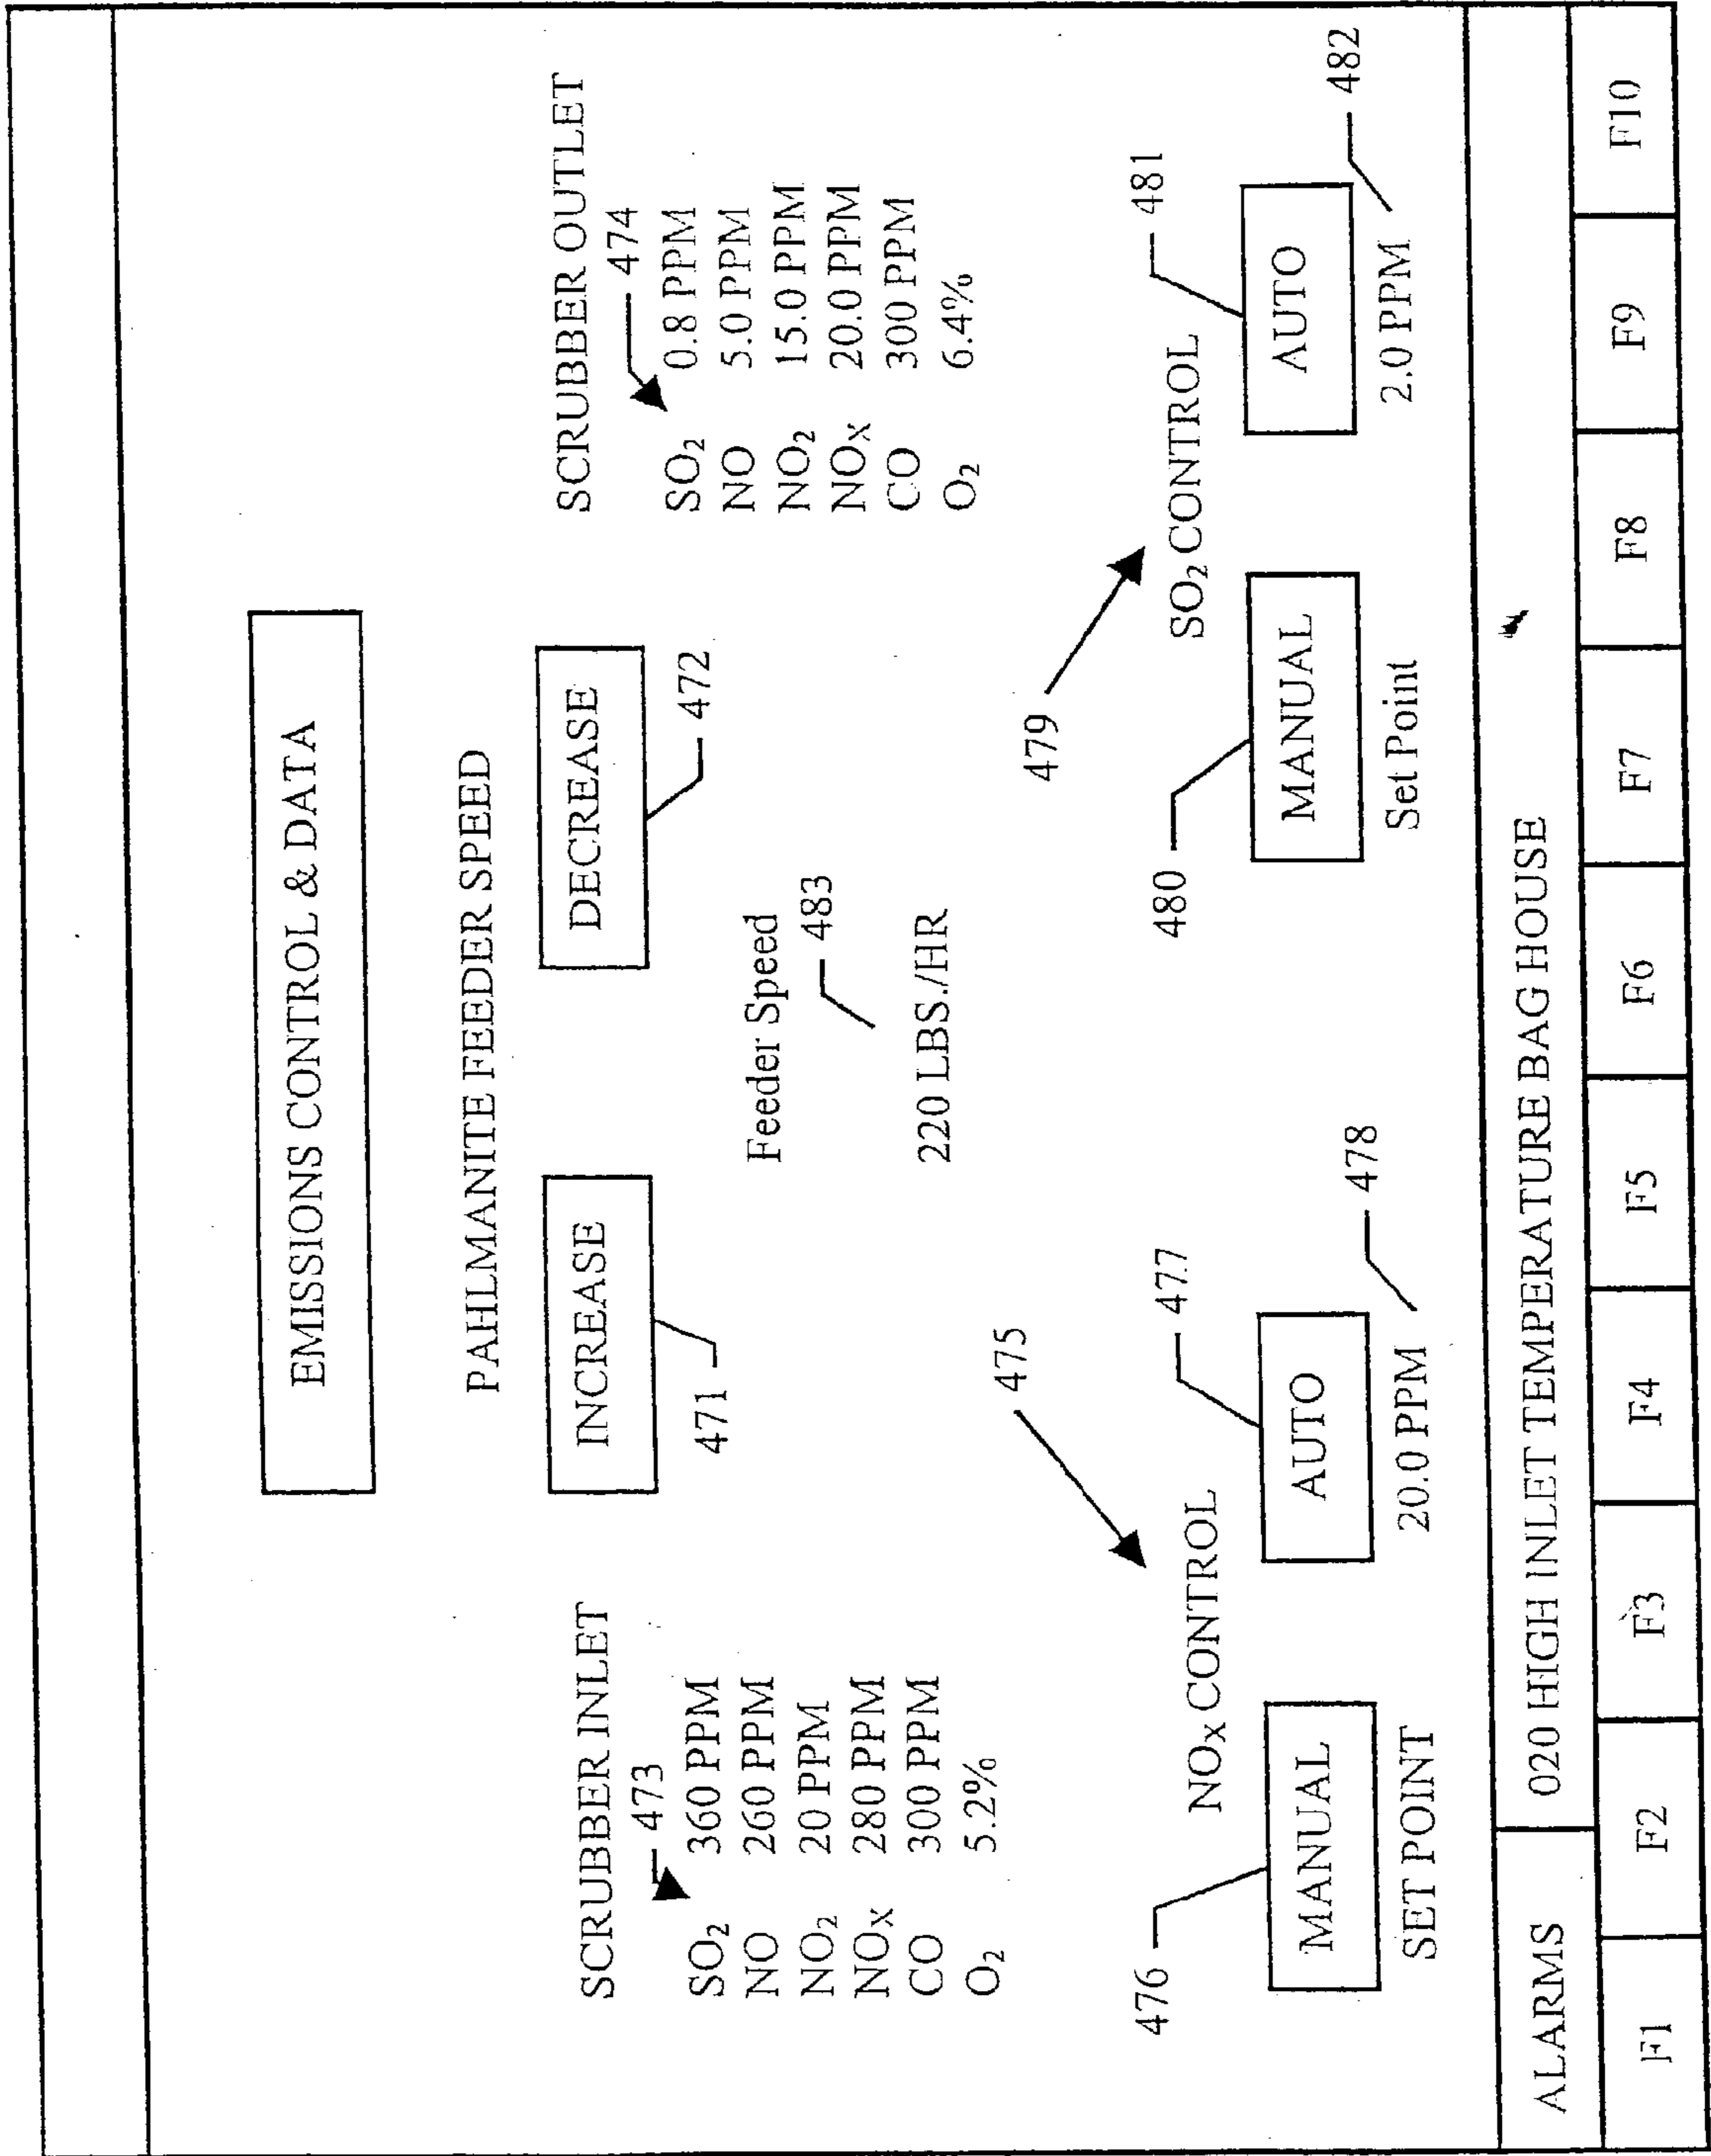 EMISSIONS CONTROL & DATA
PAHLMANITE FEEDER SPEED
INCREASE
DECREASE
471
472
Feeder Speed
483
220 LBS./HR
SCRUBBER INLET
473
SO₂ 360 PPM
NO 260 PPM
NO₂ 20 PPM
NOX 280 PPM
CO 300 PPM
O₂ 5.2%
SCRUBBER OUTLET
474
SO₂ 0.8 PPM
NO 5.0 PPM
NO₂ 15.0 PPM
NOX 20.0 PPM
CO 300 PPM
O₂ 6.4%
475
NOX CONTROL
476
477
MANUAL
AUTO
478
SET POINT
20.0 PPM
479
SO₂ CONTROL
480
481
MANUAL
AUTO
482
Set Point
2.0 PPM
ALARMS
020 HIGH INLET TEMPERATURE BAG HOUSE
F1 F2 F3 F4 F5 F6 F7 F8 F9 F10